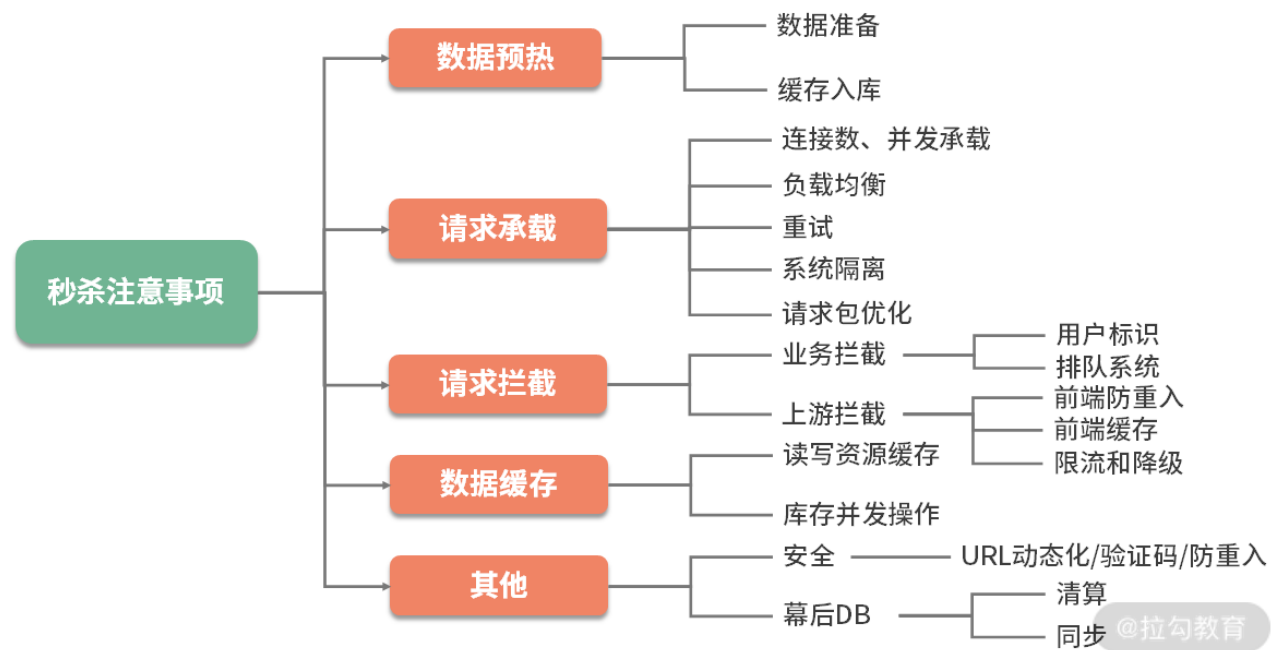 秒杀注意事项
数据预热
数据准备
缓存入库
请求承载
连接数、并发承载
负载均衡
重试
系统隔离
请求包优化
请求拦截
业务拦截
用户标识
排队系统
上游拦截
前端防重入
前端缓存
限流和降级
数据缓存
读写资源缓存
库存并发操作
其他
安全
URL动态化/验证码/防重入
幕后DB
清算
同步
@拉勾教育